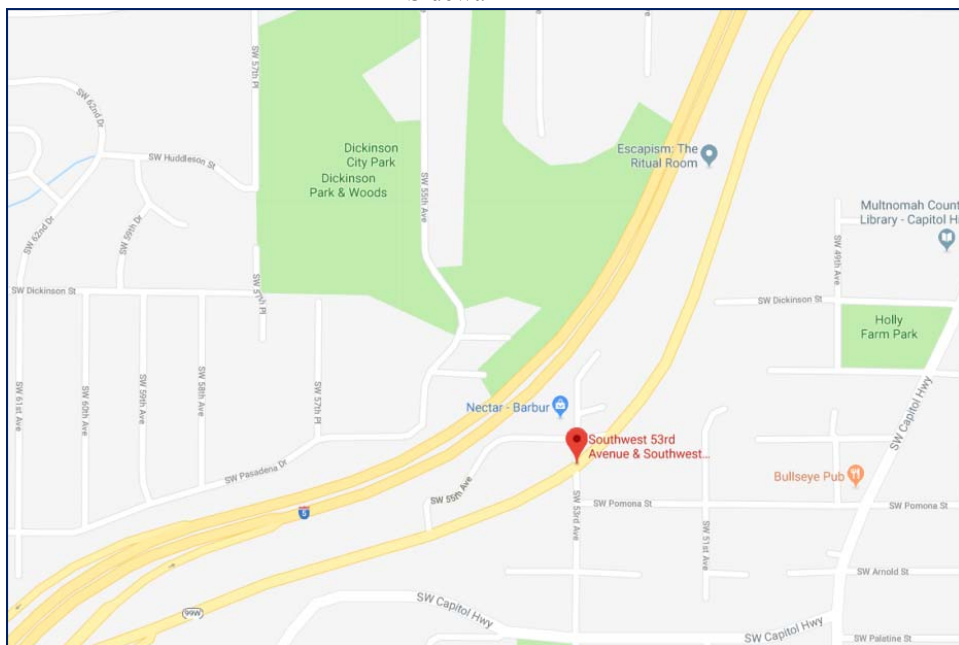 SW 57th Pl
SW 62nd Dr
SW Huddleson St
Dickinson
City Park
Dickinson
Park & Woods
SW 55th Ave
Escapism: The
Ritual Room
Multnomah Count
Library - Capitol Hi
SW 62nd Dr
SW 59th Dr
SW 49th Ave
SW Dickinson St
SW 57th Pl
SW Dickinson St
Holly
Farm Park
SW 61st Ave
SW 60th Ave
SW 59th Ave
SW 58th Ave
SW 57th Pl
SW Capitol Hwy
Nectar - Barbur
Southwest 53rd
Avenue & Southwest...
SW Pasadena Dr
SW 55th Ave
Bullseye Pub
SW 53rd Ave
SW Pomona St
SW 51st Ave
SW Pomona St
5
SW Arnold St
99W
SW Capitol Hwy
SW Capitol Hwy
SW Palatine St